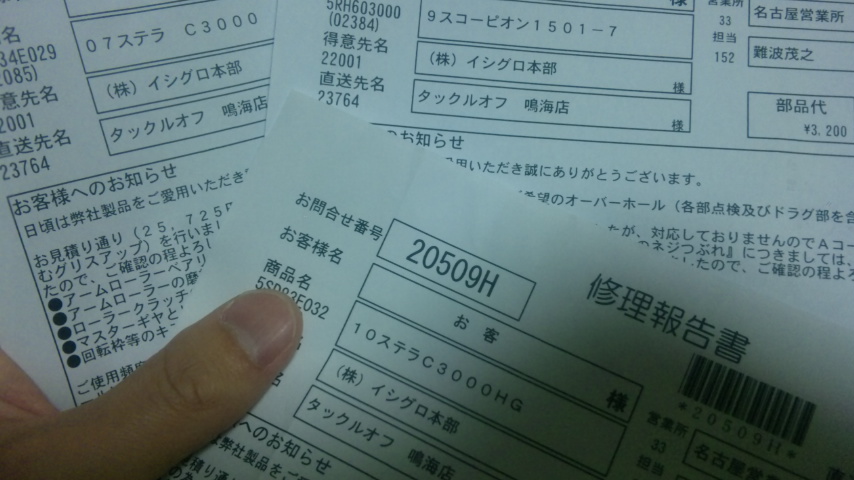 名
34E029
085)
意先名
2001
直送先名
23764
07ステラ C3000
(株)イシグロ本部
タックルオフ 鳴海店
お客様へのお知らせ
日頃は弊社製品をご愛用いただき
お見積り通り(25,725
むグリスアップ)を行いまし
たので、ご確認の程よろし
●アームローラーベアリ
●アームローラーの
●ローラークラッチ
●マスターギヤと
●回転枠等のキ
ご使用頻度
5RH603000
(02384)
得意先名
22001
直送先名
23764
様
9スコーピオン1501-7
(株)イシグロ本部
様
タックルオフ 鳴海店
様
営業所
33
担当
152
名古屋営業所
難波茂之
部品代
¥3.200
のお知らせ
用いただき誠にありがとうございます。
希望のオーバーホール(各部点検及びドラグ部を含
たが、対応しておりませんのでAコー
のネジつぶれ』につきましては、
たので、ご確認の程よろ
修理報告書
お問合せ番号
20509H
お客様名
お 客
様
商品名
10ステラC3000HG
(株)イシグロ本部
タックルオフ 鳴海店
*20509H*
営業所
33
担当
名古屋営業
へのお知らせ
弊社製品をご
積り通り